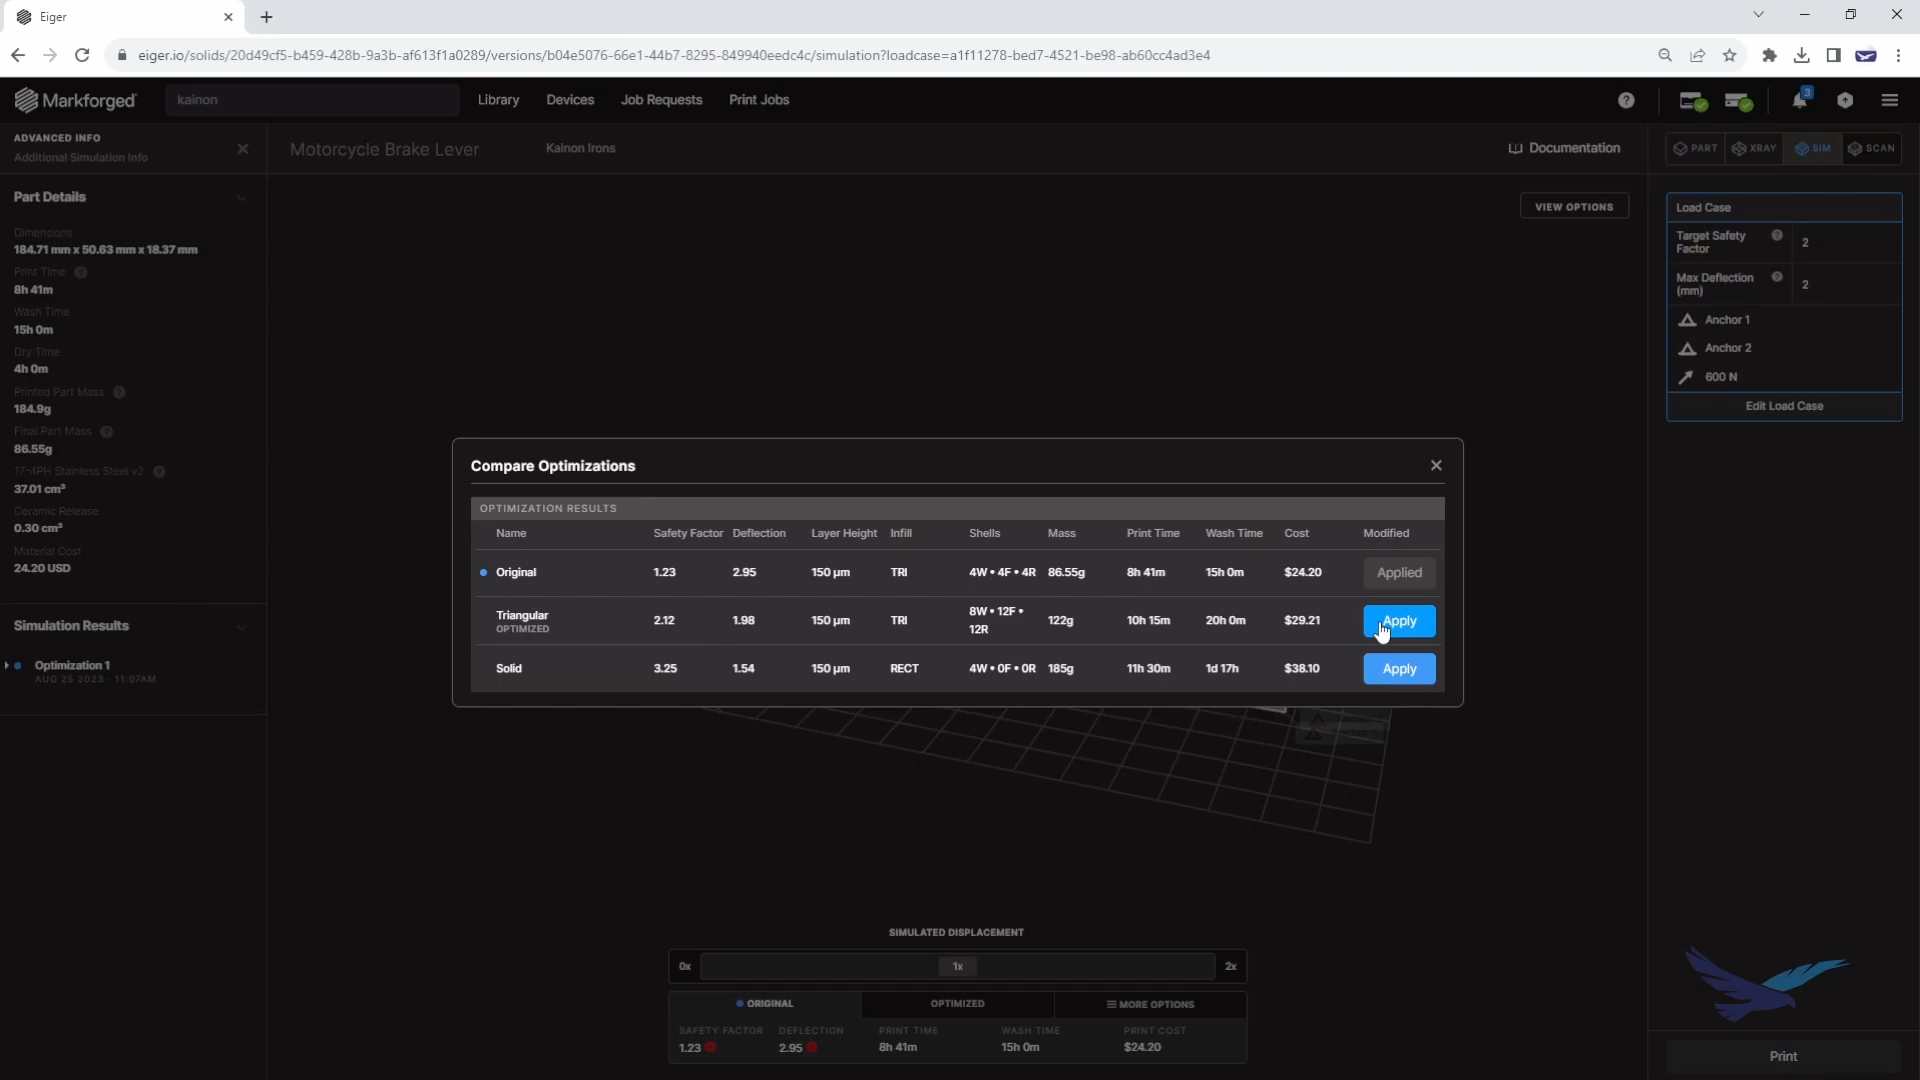 Eiger
eiger.io/solids/20d49cf5-b459-428b-9a3b-af613f1a0289/versions/b04e5076-66e1-44b7-8295-849940eedc4c/simulation?loadcase=a1f11278-bed7-4521-be98-ab60cc4ad3e4
Markforged
kainon
Library
Devices
Job Requests
Print Jobs
3
ADVANCED INFO
Additional Simulation Info
Motorcycle Brake Lever
Kainon Irons
Documentation
PART
XRAY
SIM
SCAN
Part Details
VIEW OPTIONS
Dimensions
184.71 mm x 50.63 mm x 18.37 mm
Print Time
8h 41m
Wash Time
15h 0m
Dry Time
4h 0m
Printed Part Mass
184.9g
Final Part Mass
86.55g
17-4PH Stainless Steel v2
37.01 cm³
Ceramic Release
0.30 cm³
Material Cost
24.20 USD
Simulation Results
Optimization 1
AUG 25 2023 - 11:07AM
Load Case
Target Safety Factor 2
Max Deflection (mm) 2
Anchor 1
Anchor 2
600 N
Edit Load Case
Compare Optimizations
OPTIMIZATION RESULTS
Name Safety Factor Deflection Layer Height Infill Shells Mass Print Time Wash Time Cost Modified
Original 1.23 2.95 150 µm TRI 4W • 4F • 4R 86.55g 8h 41m 15h 0m $24.20 Applied
Triangular OPTIMIZED 2.12 1.98 150 µm TRI 8W • 12F • 12R 122g 10h 15m 20h 0m $29.21 Apply
Solid 3.25 1.54 150 µm RECT 4W • 0F • 0R 185g 11h 30m 1d 17h $38.10 Apply
SIMULATED DISPLACEMENT
0x 1x 2x
ORIGINAL OPTIMIZED MORE OPTIONS
SAFETY FACTOR DEFLECTION PRINT TIME WASH TIME PRINT COST
1.23 2.95 8h 41m 15h 0m $24.20
Print